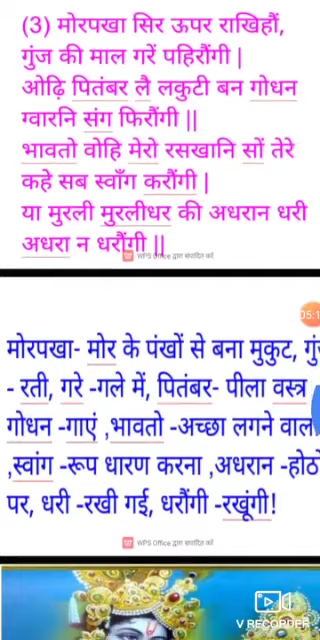 (3) मोरपखा सिर ऊपर राखिहौं,
गुंज की माल गरें पहिरौंगी |
ओढ़ि पितंबर लै लकुटी बन गोधन
ग्वारनि संग फिरौंगी ||
भावतो वोहि मेरो रसखानि सों तेरे
कहे सब स्वाँग करौंगी |
या मुरली मुरलीधर की अधरान धरी
अधरा न धरौंगी ||
WPS Office द्वारा संपादित करें
05:1
मोरपखा- मोर के पंखों से बना मुकुट, गुं
- रती, गरे -गले में, पितंबर- पीला वस्त्र
गोधन -गाएं ,भावतो -अच्छा लगने वाल
,स्वांग -रूप धारण करना ,अधरान -होठ
पर, धरी -रखी गई, धरौंगी -रखूंगी!
WPS Office द्वारा संपादित करें
V RECORDER